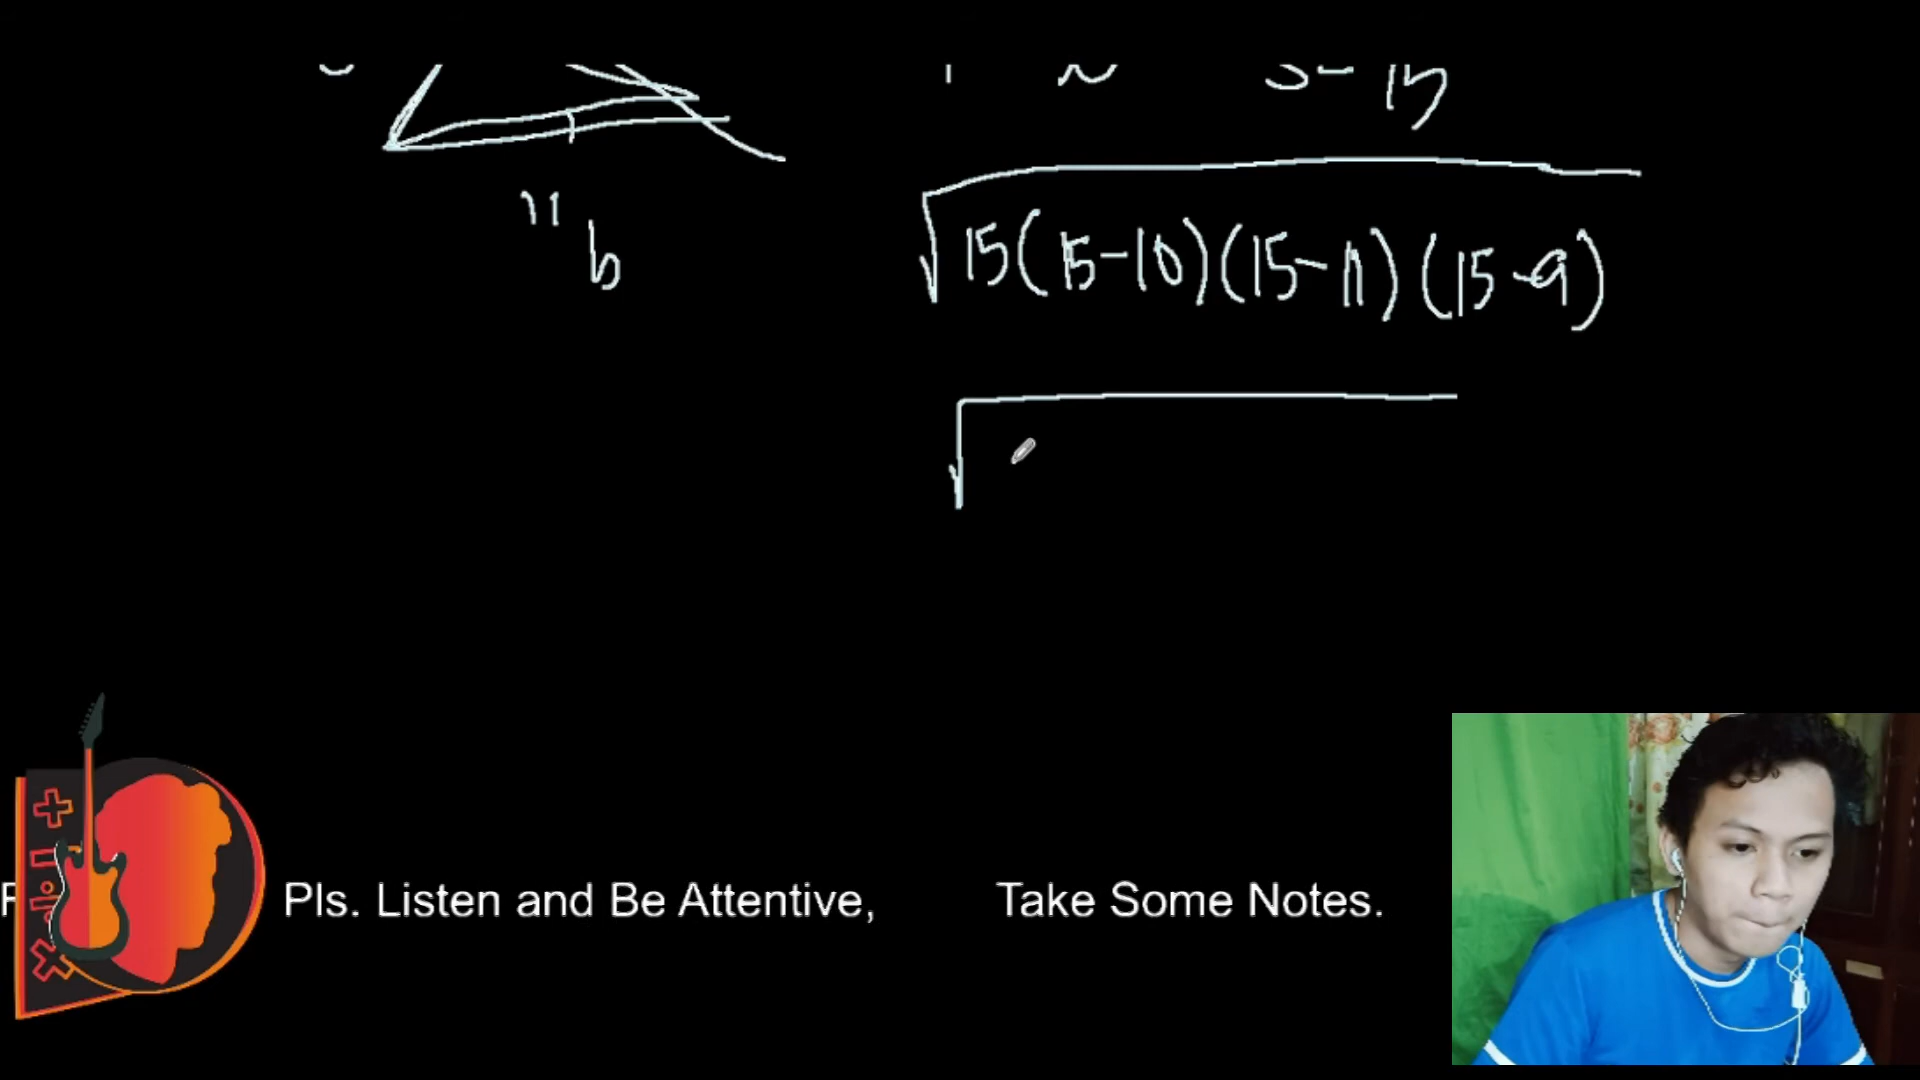 s = 15
11
b
√15(15-10)(15-11)(15-9)
√
Pls. Listen and Be Attentive, Take Some Notes.